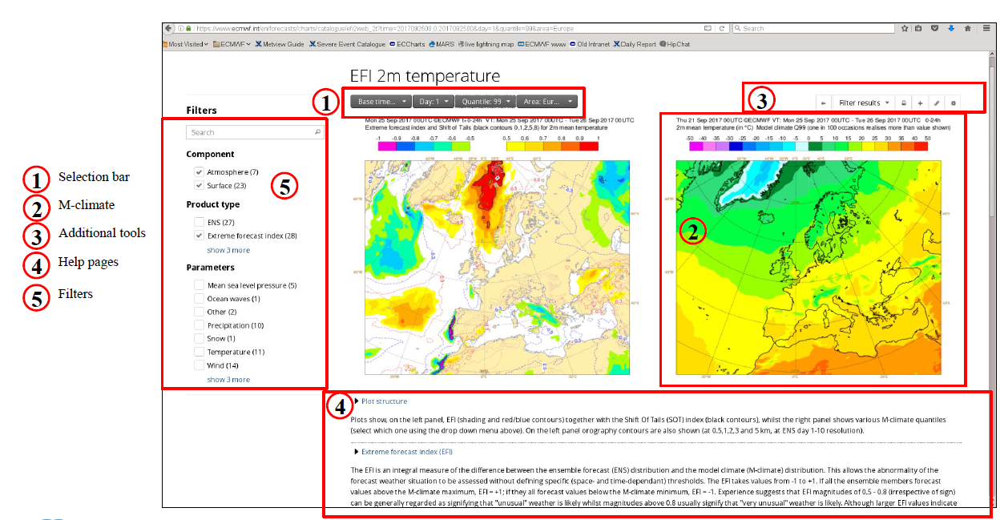 https://www.ecmwf.int/en/forecasts/charts/catalogue/efi2web_2t?time=2017092500,0,2017092500&day=1&quantile=99&area=Europe
Search
Most Visited ECMWF Metview Guide Severe Event Catalogue ECCharts MARS live lightning map ECMWF www Old Intranet Daily Report HipChat
EFI 2m temperature
1 Base time... Day: 1 Quantile: 99 Area: Eur... 3 Filter results
Mon 25 Sep 2017 00UTC ©ECMWF t+0-24h VT: Mon 25 Sep 2017 00UTC - Tue 26 Sep 2017 00UTC
Extreme forecast index and Shift of Tails (black contours 0,1,2,5,8) for 2m mean temperature
-1 -0.9 -0.8 -0.7 -0.6 -0.5 0.5 0.6 0.7 0.8 0.9 1
Thu 21 Sep 2017 00UTC ©ECMWF VT: Mon 25 Sep 2017 00UTC - Tue 26 Sep 2017 00UTC 0-24h
2m mean temperature (in °C) Model climate Q99 (one in 100 occasions realises more than value shown)
-50 -40 -30 -25 -20 -15 -10 -5 0 5 10 15 20 25 30 35 40 50
2
Filters
Search
Component
Atmosphere (7)
Surface (23)
5
Product type
ENS (27)
Extreme forecast index (28)
show 3 more
Parameters
Mean sea level pressure (5)
Ocean waves (1)
Other (2)
Precipitation (10)
Snow (1)
Temperature (11)
Wind (14)
show 3 more
1 Selection bar
2 M-climate
3 Additional tools
4 Help pages
5 Filters
4 Plot structure
Plots show, on the left panel, EFI (shading and red/blue contours) together with the Shift Of Tails (SOT) index (black contours), whilst the right panel shows various M-climate quantiles
(select which one using the drop down menu above). On the left panel orography contours are also shown (at 0.5,1,2,3 and 5 km, at ENS day 1-10 resolution).
Extreme forecast index (EFI)
The EFI is an integral measure of the difference between the ensemble forecast (ENS) distribution and the model climate (M-climate) distribution. This allows the abnormality of the
forecast weather situation to be assessed without defining specific (space- and time-dependant) thresholds. The EFI takes values from -1 to +1. If all the ensemble members forecast
values above the M-climate maximum, EFI = +1; if they all forecast values below the M-climate minimum, EFI = -1. Experience suggests that EFI magnitudes of 0.5 - 0.8 (irrespective of sign)
can be generally regarded as signifying that "unusual" weather is likely whilst magnitudes above 0.8 usually signify that "very unusual" weather is likely. Although larger EFI values indicate